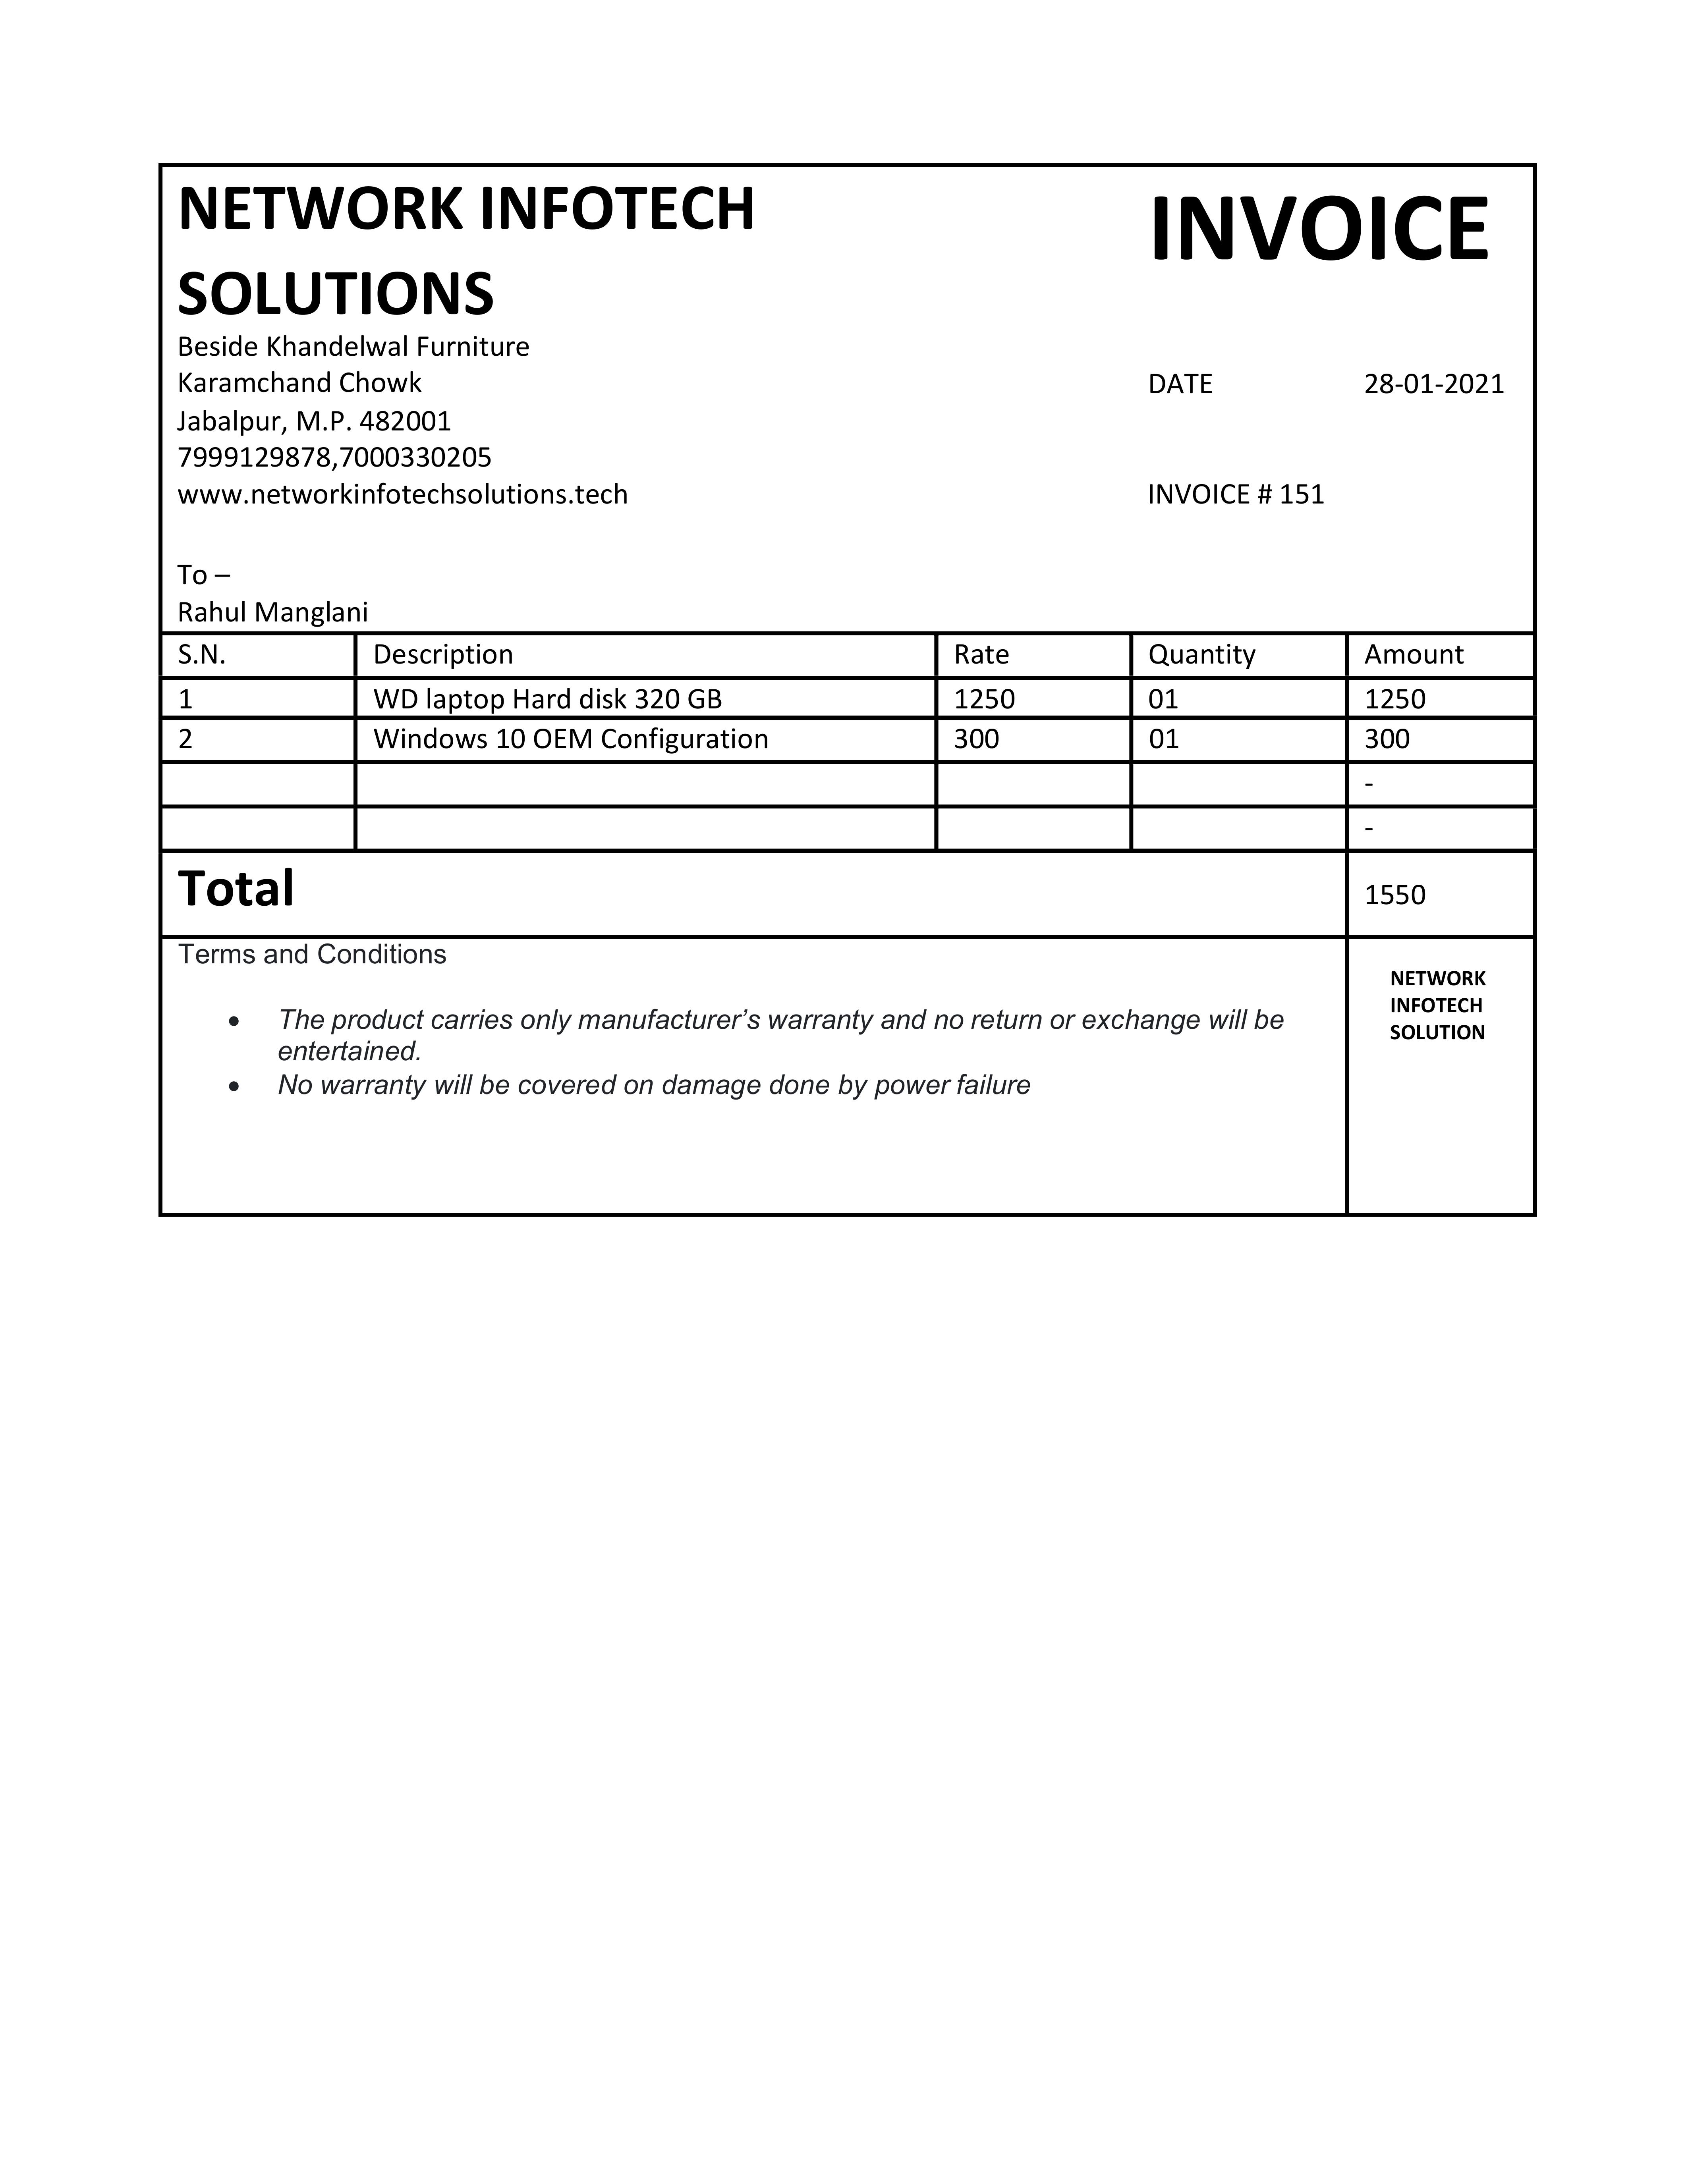 NETWORK INFOTECH
SOLUTIONS
INVOICE
Beside Khandelwal Furniture
Karamchand Chowk
DATE 28-01-2021
Jabalpur, M.P. 482001
7999129878,7000330205
www.networkinfotechsolutions.tech
INVOICE # 151
To –
Rahul Manglani
S.N. Description Rate Quantity Amount
1 WD laptop Hard disk 320 GB 1250 01 1250
2 Windows 10 OEM Configuration 300 01 300
-
-
Total 1550
Terms and Conditions
• The product carries only manufacturer’s warranty and no return or exchange will be
entertained.
• No warranty will be covered on damage done by power failure
NETWORK
INFOTECH
SOLUTION